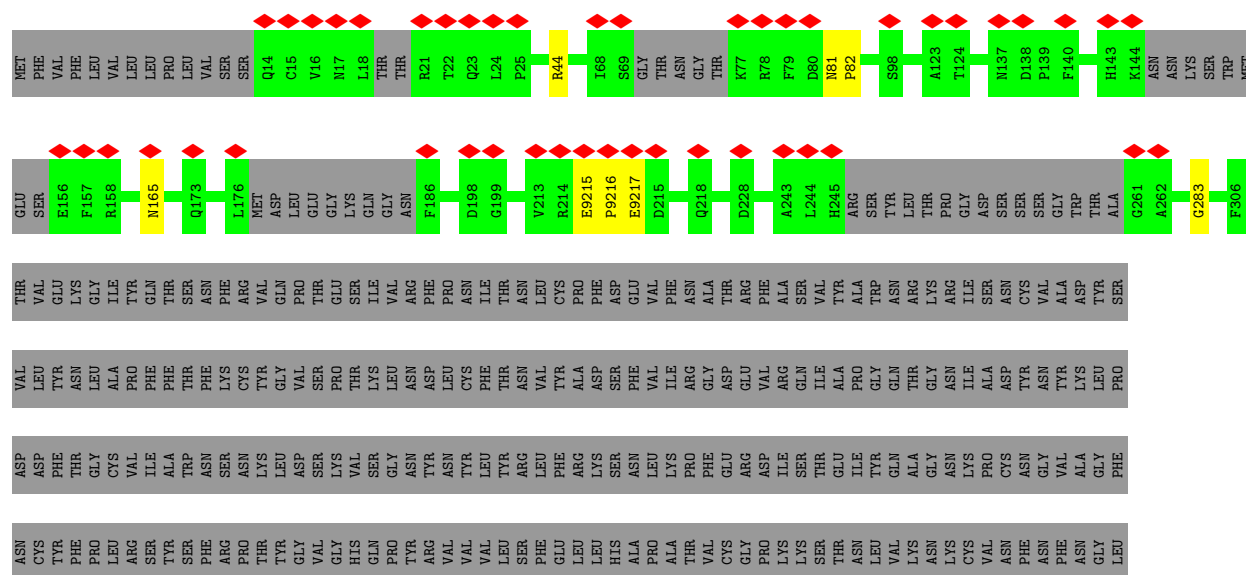 MET PHE VAL PHE LEU VAL LEU LEU PRO LEU VAL SER SER Q14 C15 V16 N17 L18 THR THR R21 T22 Q23 L24 P25 R44 I68 S69 GLY THR ASN GLY THR K77 R78 F79 D80 N81 P82 S98 A123 T124 N137 D138 P139 F140 H143 K144 ASN ASN LYS SER TRP MET
GLU SER E156 F157 R158 N165 Q173 L176 MET ASP LEU GLU GLY LYS GLN GLY ASN F186 D198 G199 V213 R214 E9215 P9216 E9217 D215 Q218 D228 A243 L244 H245 ARG SER TYR LEU THR PRO GLY ASP SER SER SER GLY TRP THR ALA G261 A262 G283 F306
THR VAL GLU LYS GLY ILE TYR GLN THR SER ASN PHE ARG VAL GLN PRO THR GLU SER ILE VAL ARG PHE PRO ASN ILE THR ASN LEU CYS PRO PHE ASP GLU VAL PHE ASN ALA THR ARG PHE ALA SER VAL TYR ALA TRP ASN ARG LYS ARG ILE SER ASN CYS VAL ALA ASP TYR SER
VAL LEU TYR ASN LEU ALA PRO PHE PHE THR PHE LYS CYS TYR GLY VAL SER PRO THR LYS LEU ASN ASP LEU CYS PHE THR ASN VAL TYR ALA ASP SER PHE VAL ILE ARG GLY ASP GLU VAL ARG GLN ILE ALA PRO GLY GLN THR GLY ASN ILE ALA ASP TYR ASN TYR LYS LEU PRO
ASP ASP PHE THR GLY CYS VAL ILE ALA TRP ASN SER ASN LYS LEU ASP SER LYS VAL SER GLY ASN TYR ASN TYR LEU TYR ARG LEU PHE ARG LYS SER ASN LEU LYS PRO PHE GLU ARG ASP ILE SER THR GLU ILE TYR GLN ALA GLY ASN LYS PRO CYS ASN GLY VAL ALA GLY PHE
ASN CYS TYR PHE PRO LEU ARG SER TYR SER PHE ARG PRO THR TYR GLY VAL GLY HIS GLN PRO TYR ARG VAL VAL VAL LEU SER PHE GLU LEU LEU HIS ALA PRO ALA THR VAL CYS GLY PRO LYS LYS SER THR ASN LEU VAL LYS ASN LYS CYS VAL ASN PHE ASN PHE ASN GLY LEU